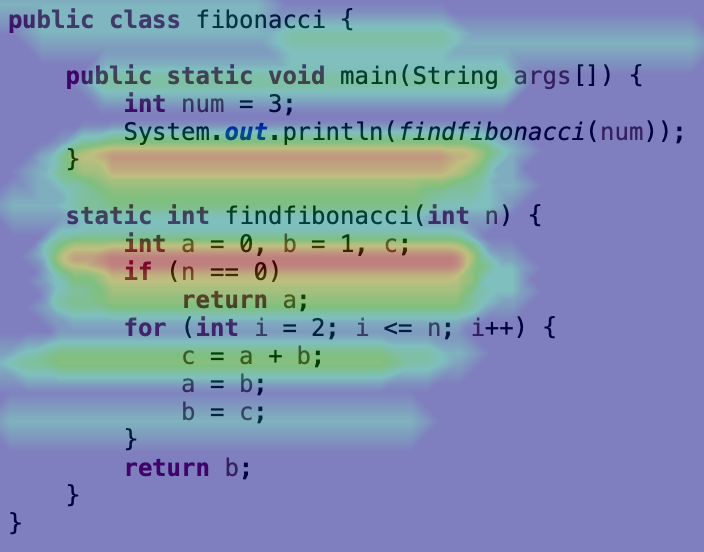 public class fibonacci {
public static void main(String args[]) {
int num = 3;
System.out.println(findfibonacci(num));
}
static int findfibonacci(int n) {
int a = 0, b = 1, c;
if (n == 0)
return a;
for (int i = 2; i <= n; i++) {
c = a + b;
a = b;
b = c;
}
return b;
}
}